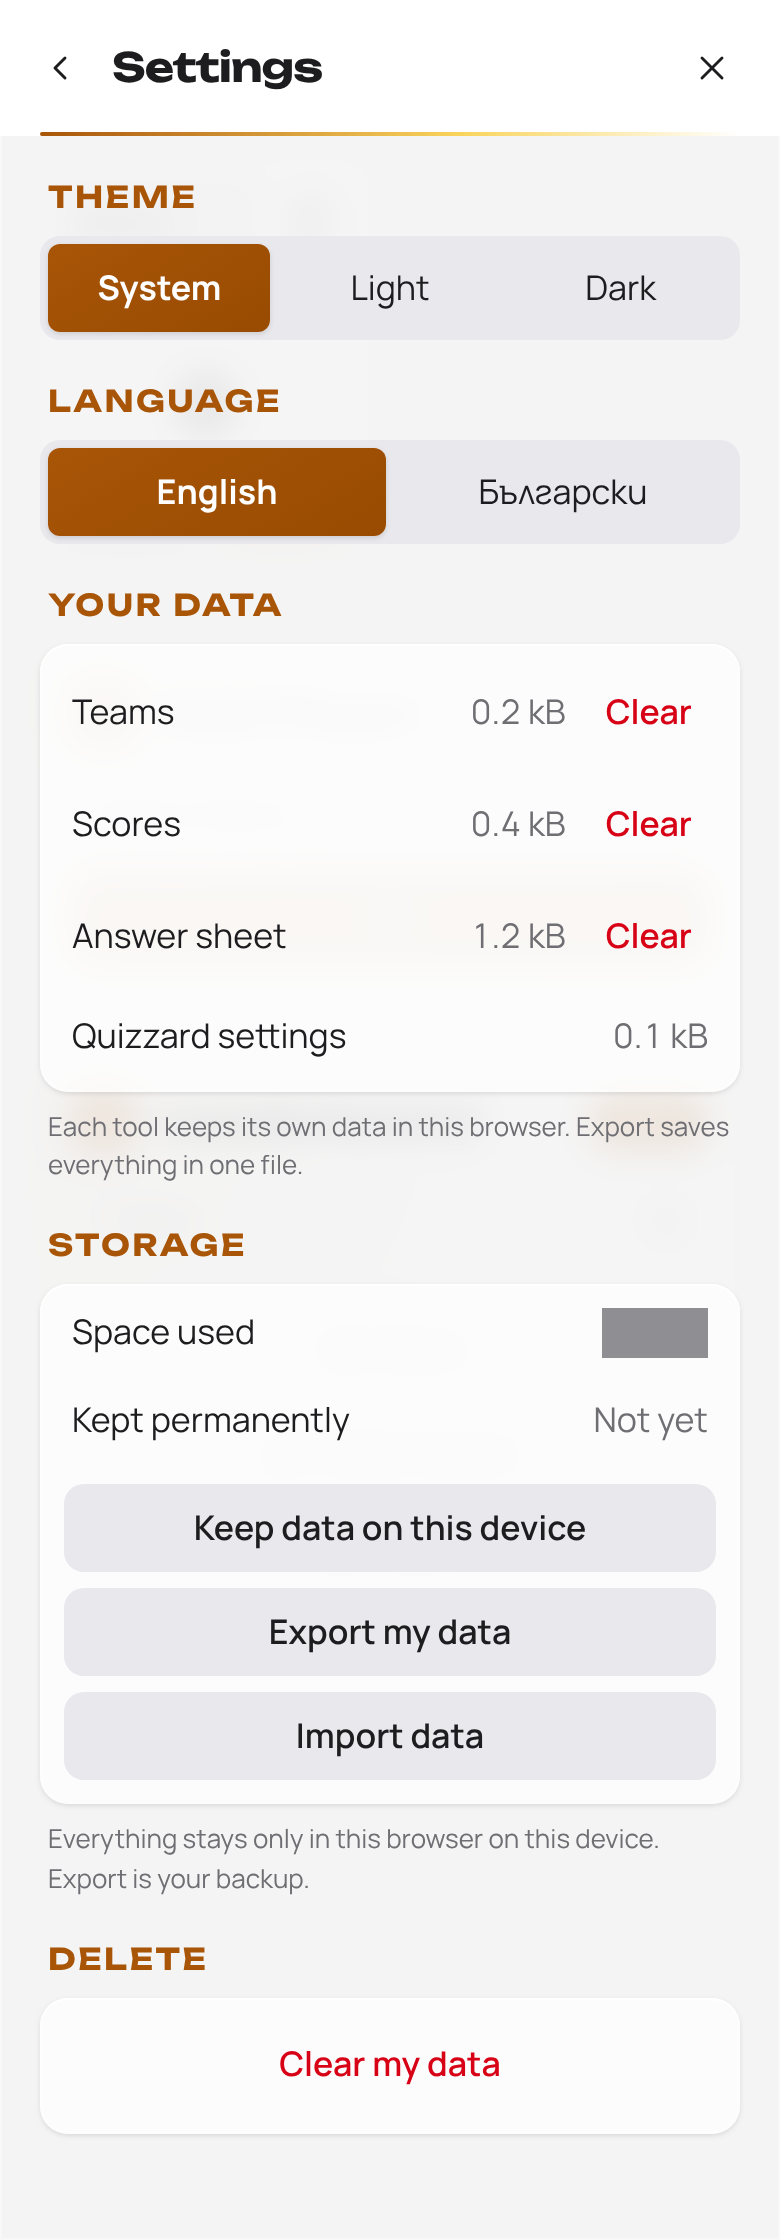 Settings
THEME
System
Light
Dark
LANGUAGE
English
Български
YOUR DATA
Teams 0.2 kB Clear
Scores 0.4 kB Clear
Answer sheet 1.2 kB Clear
Quizzard settings 0.1 kB
Each tool keeps its own data in this browser. Export saves
everything in one file.
STORAGE
Space used
Kept permanently Not yet
Keep data on this device
Export my data
Import data
Everything stays only in this browser on this device.
Export is your backup.
DELETE
Clear my data